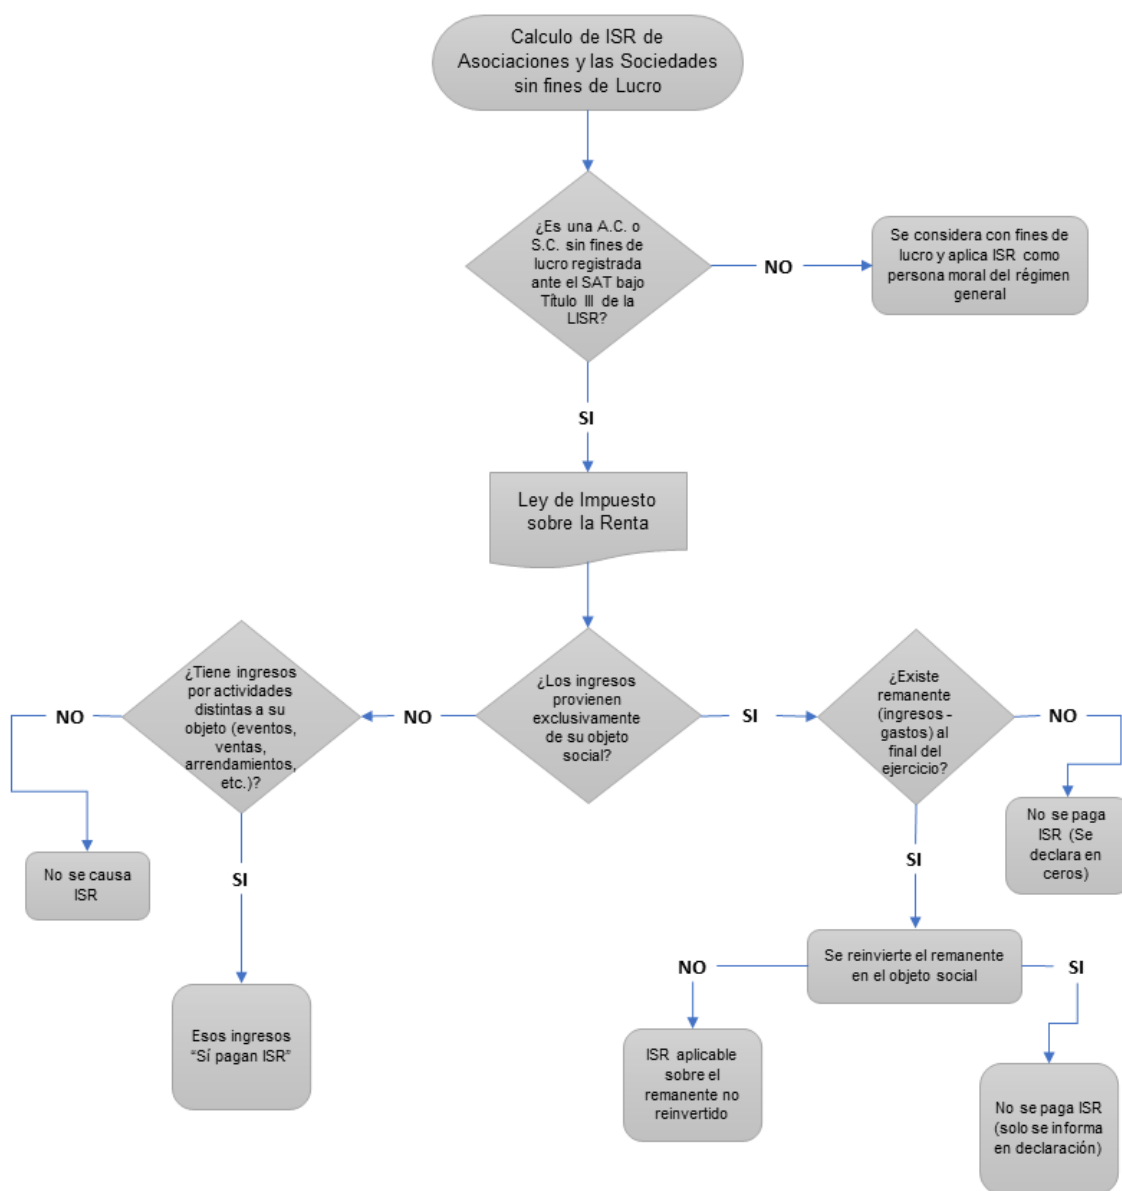 Calculo de ISR de
Asociaciones y las Sociedades
sin fines de Lucro
¿Es una A.C. o
S.C. sin fines de
lucro registrada
ante el SAT bajo
Título III de la
LISR?
NO
Se considera con fines de
lucro y aplica ISR como
persona moral del régimen
general
SI
Ley de Impuesto
sobre la Renta
¿Los ingresos
provienen
exclusivamente
de su objeto
social?
NO
¿Tiene ingresos
por actividades
distintas a su
objeto (eventos,
ventas,
arrendamientos,
etc.)?
NO
No se causa
ISR
SI
Esos ingresos
“Sí pagan ISR”
SI
¿Existe
remanente
(ingresos -
gastos) al
final del
ejercicio?
NO
No se paga
ISR (Se
declara en
ceros)
SI
Se reinvierte el remanente
en el objeto social
NO
ISR aplicable
sobre el
remanente no
reinvertido
SI
No se paga ISR
(solo se informa
en declaración)